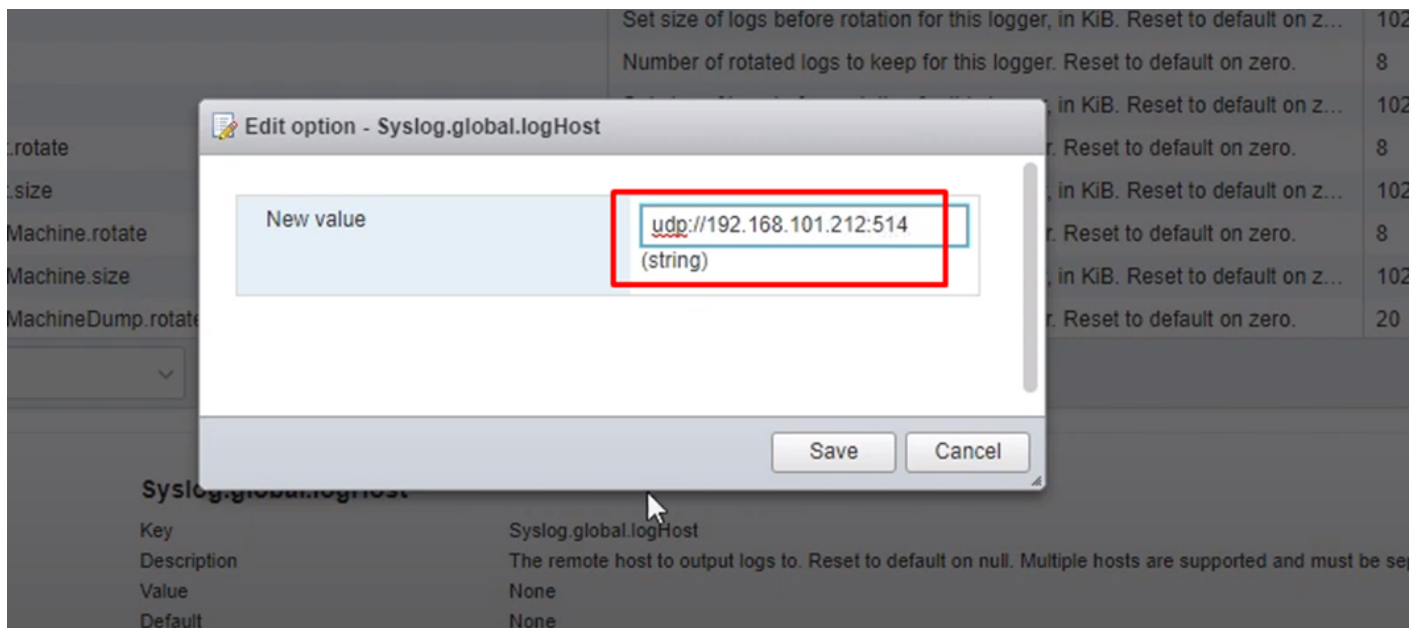 Set size of logs before rotation for this logger, in KiB. Reset to default on z... 102
Number of rotated logs to keep for this logger. Reset to default on zero. 8
, in KiB. Reset to default on z... 102
Edit option - Syslog.global.logHost
.rotate r. Reset to default on zero. 8
.size , in KiB. Reset to default on z... 102
New value udp://192.168.101.212:514
Machine.rotate r. Reset to default on zero. 8
(string)
Machine.size , in KiB. Reset to default on z... 102
MachineDump.rotate r. Reset to default on zero. 20
Save Cancel
Syslog.global.logHost
Key Syslog.global.logHost
Description The remote host to output logs to. Reset to default on null. Multiple hosts are supported and must be se
Value None
Default None